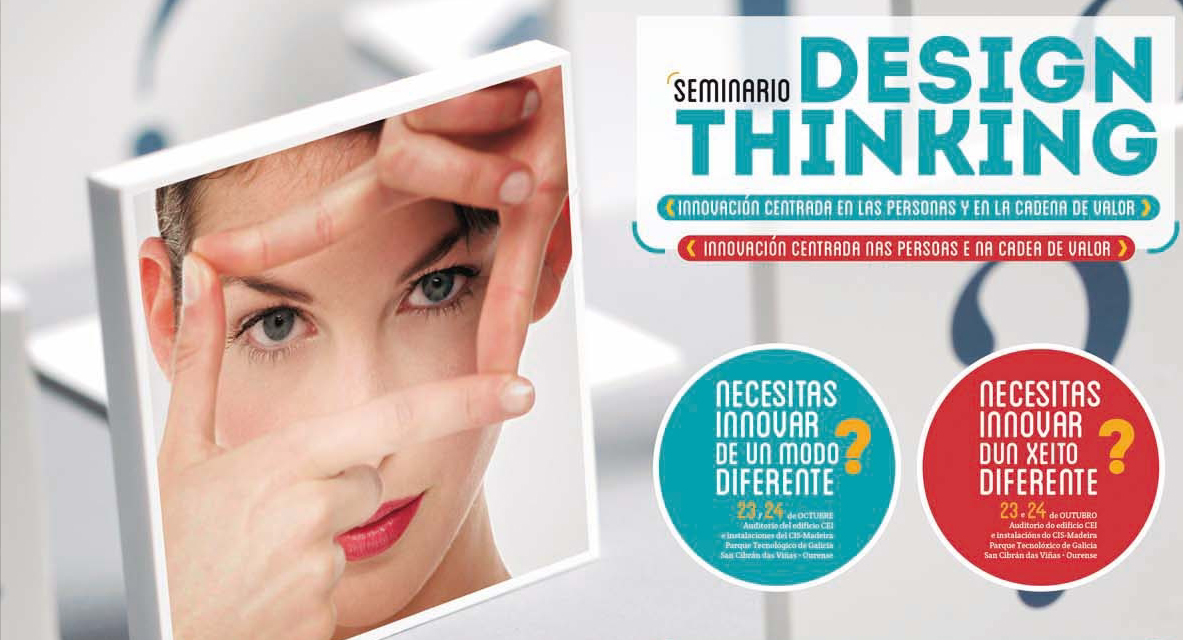 SEMINARIO DESIGN
THINKING
INNOVACIÓN CENTRADA EN LAS PERSONAS Y EN LA CADENA DE VALOR
INNOVACIÓN CENTRADA NAS PERSOAS E NA CADEA DE VALOR
NECESITAS
INNOVAR
DE UN MODO
DIFERENTE ?
23 y 24 de OCTUBRE
Auditorio del edificio CEI
e instalaciones del CIS-Madeira
Parque Tecnológico de Galicia
San Cibrán das Viñas - Ourense
NECESITAS
INNOVAR
DUN XEITO
DIFERENTE ?
23 e 24 de OUTUBRO
Auditorio do edificio CEI
e instalacións do CIS-Madeira
Parque Tecnolóxico de Galicia
San Cibrán das Viñas - Ourense